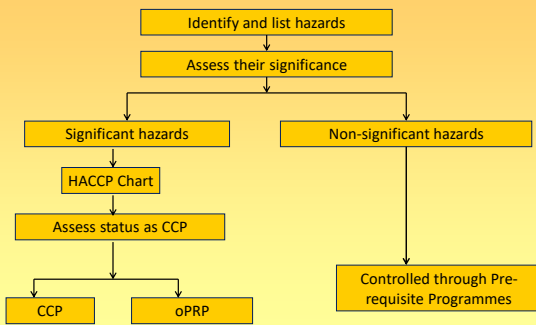 Identify and list hazards
Assess their significance
Significant hazards
Non-significant hazards
HACCP Chart
Assess status as CCP
Controlled through Pre-
requisite Programmes
CCP
oPRP